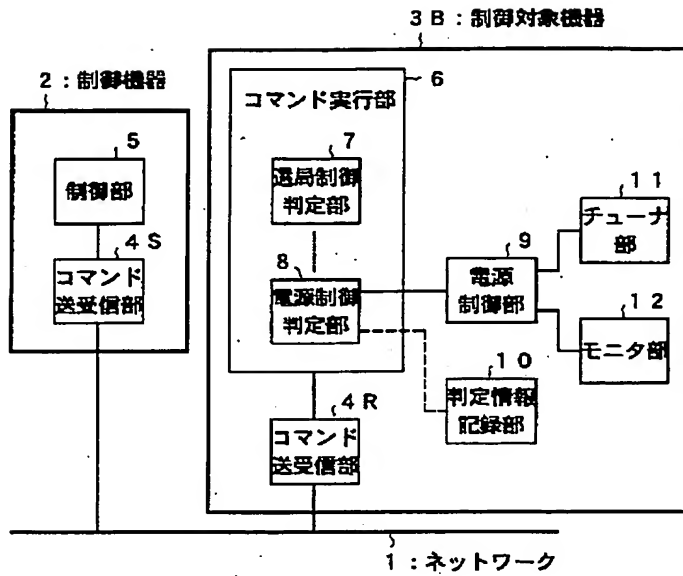 3B：制御対象機器
2：制御機器
6
コマンド実行部
5
制御部
7
選局制御
判定部
11
チューナ
部
4S
コマンド
送受信部
8
電源制御
判定部
9
電源
制御部
12
モニタ部
10
判定情報
記録部
4R
コマンド
送受信部
1：ネットワーク